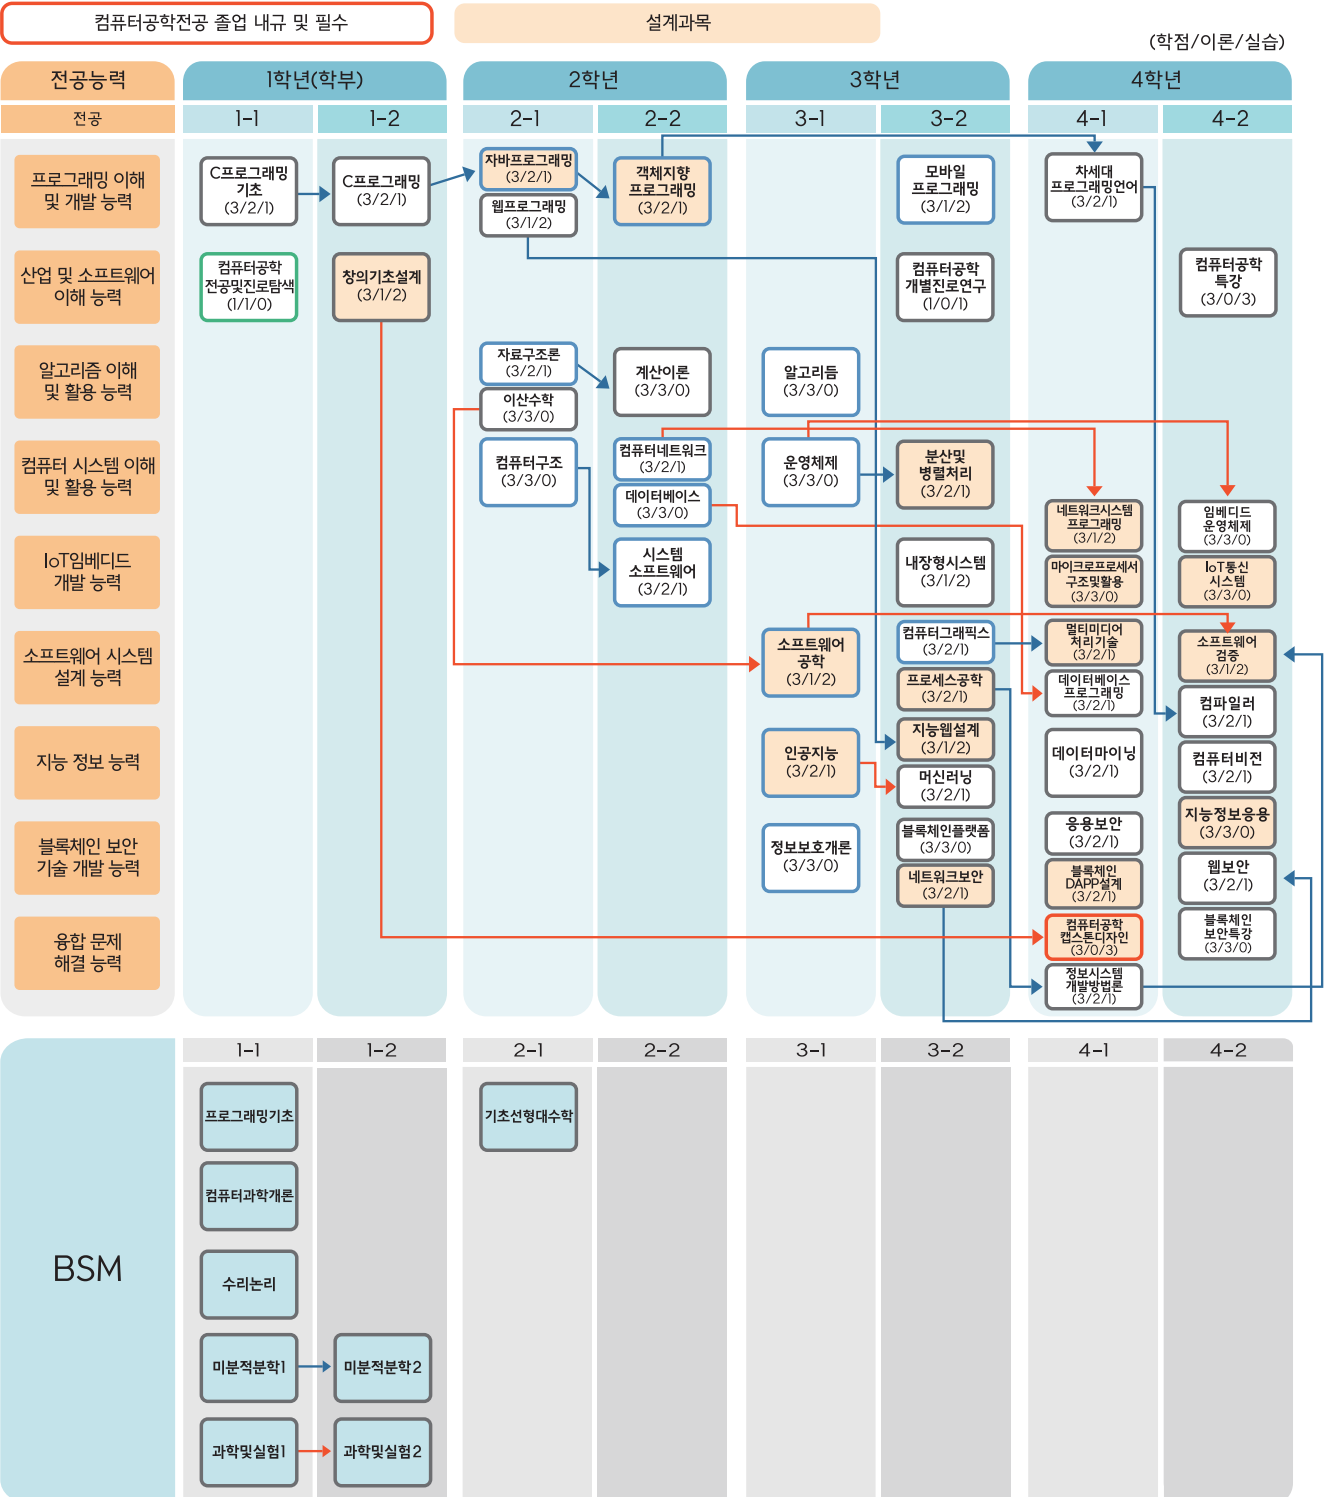 컴퓨터공학전공 졸업 내규 및 필수
설계과목
(학점/이론/실습)
전공능력
1학년(학부)
2학년
3학년
4학년
전공
1-1
1-2
2-1
2-2
3-1
3-2
4-1
4-2
프로그래밍 이해
및 개발 능력
C프로그래밍
기초
(3/2/1)
C프로그래밍
(3/2/1)
자바프로그래밍
(3/2/1)
웹프로그래밍
(3/1/2)
객체지향
프로그래밍
(3/2/1)
모바일
프로그래밍
(3/1/2)
차세대
프로그래밍언어
(3/2/1)
산업 및 소프트웨어
이해 능력
컴퓨터공학
전공및진로탐색
(1/1/0)
창의기초설계
(3/1/2)
컴퓨터공학
개별진로연구
(1/0/1)
컴퓨터공학
특강
(3/0/3)
알고리즘 이해
및 활용 능력
자료구조론
(3/2/1)
이산수학
(3/3/0)
계산이론
(3/3/0)
알고리듬
(3/3/0)
컴퓨터 시스템 이해
및 활용 능력
컴퓨터구조
(3/3/0)
컴퓨터네트워크
(3/2/1)
데이터베이스
(3/3/0)
운영체제
(3/3/0)
분산및
병렬처리
(3/2/1)
네트워크시스템
프로그래밍
(3/1/2)
임베디드
운영체제
(3/3/0)
IoT임베디드
개발 능력
시스템
소프트웨어
(3/2/1)
내장형시스템
(3/1/2)
마이크로프로세서
구조및활용
(3/3/0)
IoT통신
시스템
(3/3/0)
소프트웨어 시스템
설계 능력
소프트웨어
공학
(3/1/2)
컴퓨터그래픽스
(3/2/1)
프로세스공학
(3/2/1)
멀티미디어
처리기술
(3/2/1)
데이터베이스
프로그래밍
(3/2/1)
소프트웨어
검증
(3/1/2)
컴파일러
(3/2/1)
지능 정보 능력
인공지능
(3/2/1)
지능웹설계
(3/1/2)
머신러닝
(3/2/1)
데이터마이닝
(3/2/1)
컴퓨터비전
(3/2/1)
지능정보응용
(3/3/0)
블록체인 보안
기술 개발 능력
정보보호개론
(3/3/0)
블록체인플랫폼
(3/3/0)
네트워크보안
(3/2/1)
응용보안
(3/2/1)
블록체인
DAPP설계
(3/2/1)
웹보안
(3/2/1)
블록체인
보안특강
(3/3/0)
융합 문제
해결 능력
컴퓨터공학
캡스톤디자인
(3/0/3)
정보시스템
개발방법론
(3/2/1)
BSM
1-1
1-2
2-1
2-2
3-1
3-2
4-1
4-2
프로그래밍기초
기초선형대수학
컴퓨터과학개론
수리논리
미분적분학1
미분적분학2
과학및실험1
과학및실험2